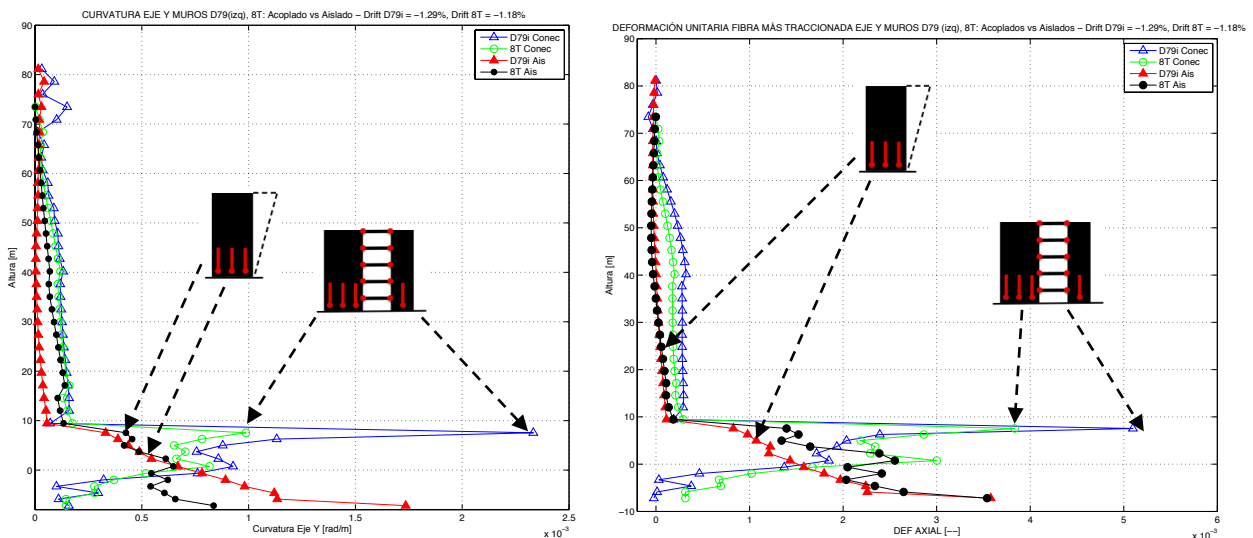 CURVATURA EJE Y MUROS D79(izq), 8T: Acoplado vs Aislado – Drift D79i = −1.29%, Drift 8T = −1.18%
D79i Conec
8T Conec
D79i Ais
8T Ais
90
80
70
60
50
40
30
20
10
0
Altura [m]
0
0.5
1
1.5
2
2.5
x 10⁻³
Curvatura Eje Y [rad/m]
DEFORMACIÓN UNITARIA FIBRA MÁS TRACCIONADA EJE Y MUROS D79 (izq), 8T: Acoplados vs Aislados – Drift D79i = −1.29%, Drift 8T = −1.18%
D79i Conec
8T Conec
D79i Ais
8T Ais
90
80
70
60
50
40
30
20
10
0
−10
Altura [m]
0
1
2
3
4
5
6
x 10⁻³
DEF AXIAL [−−]